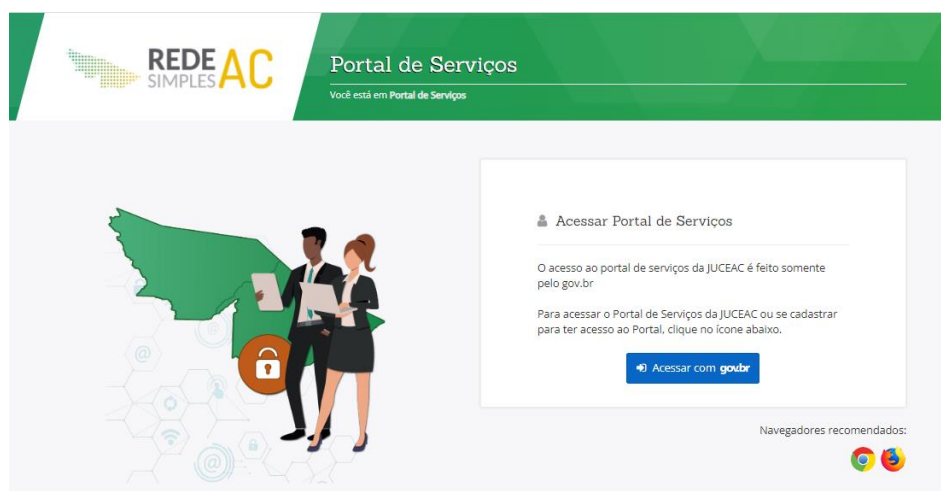 REDE
SIMPLES AC
Portal de Serviços
Você está em Portal de Serviços
Acessar Portal de Serviços
O acesso ao portal de serviços da JUCEAC é feito somente
pelo gov.br
Para acessar o Portal de Serviços da JUCEAC ou se cadastrar
para ter acesso ao Portal, clique no ícone abaixo.
Acessar com gov.br
Navegadores recomendados: